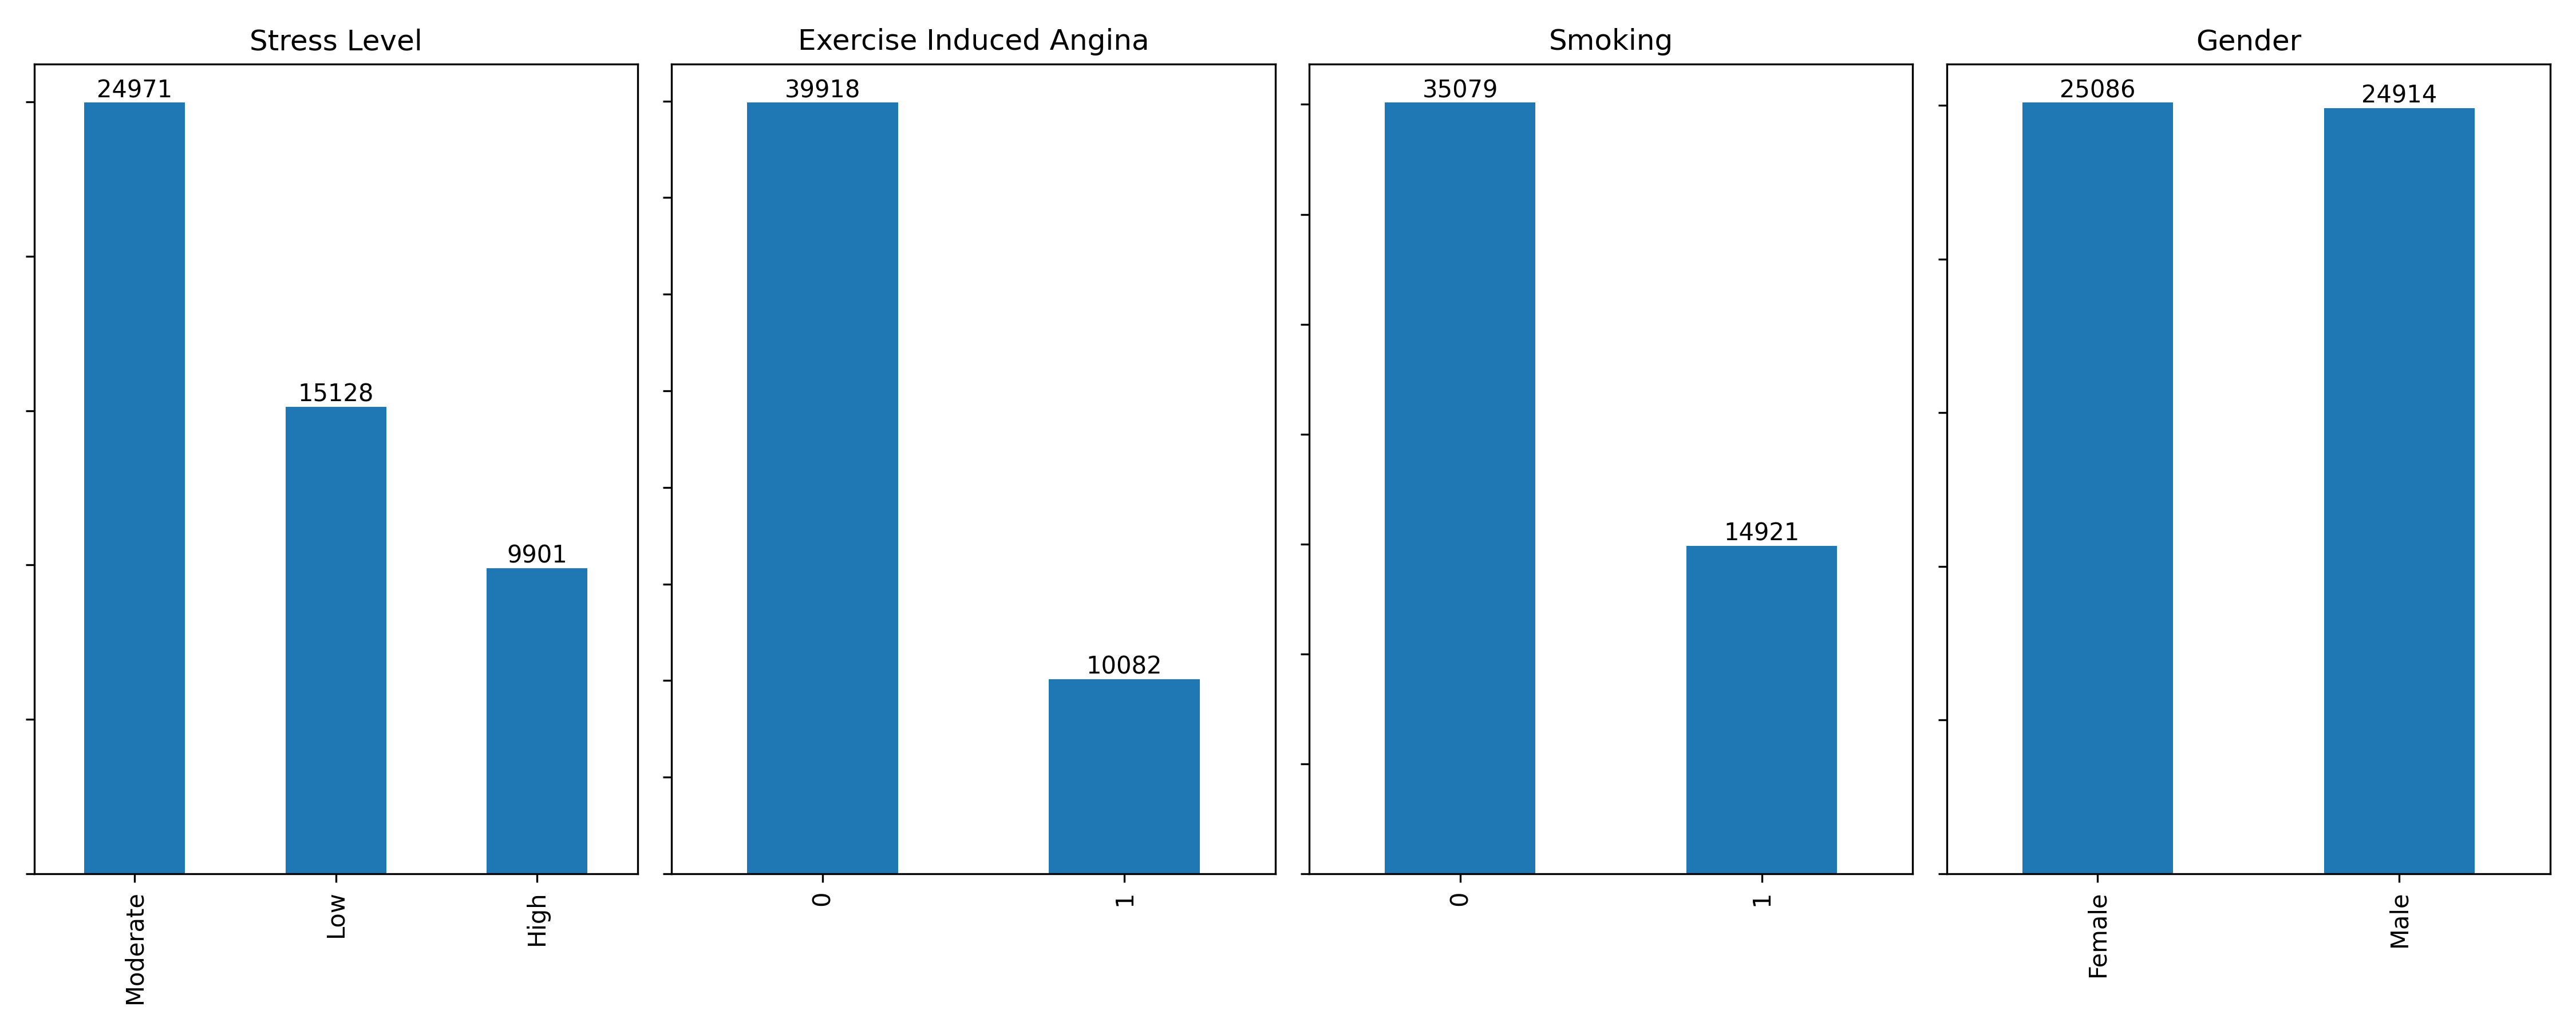 Stress Level
24971
15128
9901
Moderate
Low
High
Exercise Induced Angina
39918
10082
0
1
Smoking
35079
14921
0
1
Gender
25086
24914
Female
Male